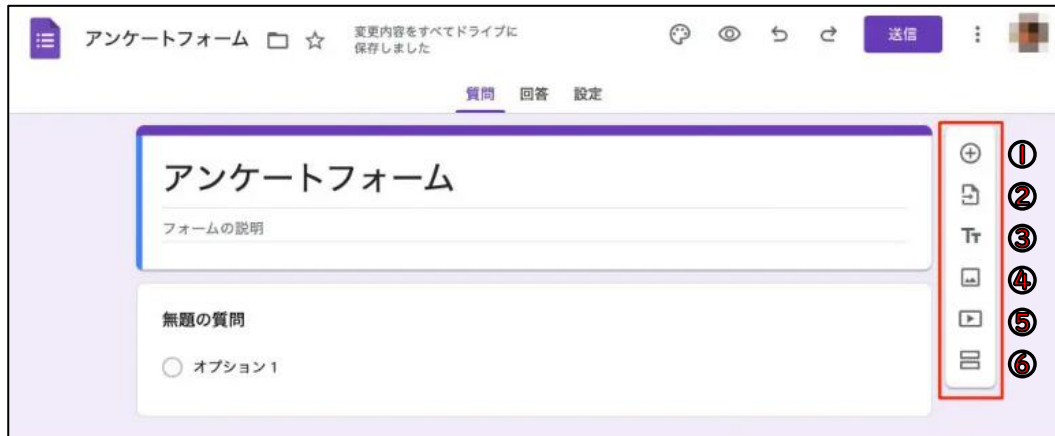 アンケートフォーム
変更内容をすべてドライブに
保存しました
送信
質問 回答 設定
アンケートフォーム
フォームの説明
無題の質問
オプション 1
①
②
Tт ③
④
⑤
⑥